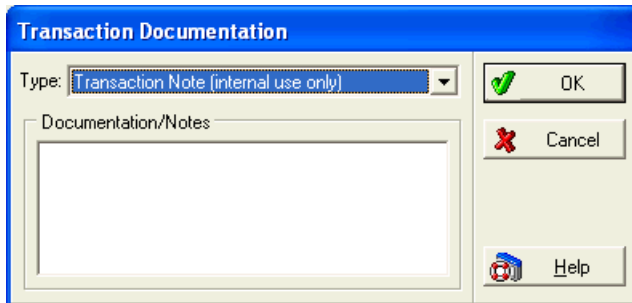 Transaction Documentation
Type: Transaction Note (internal use only)
OK
Documentation/Notes
Cancel
Help